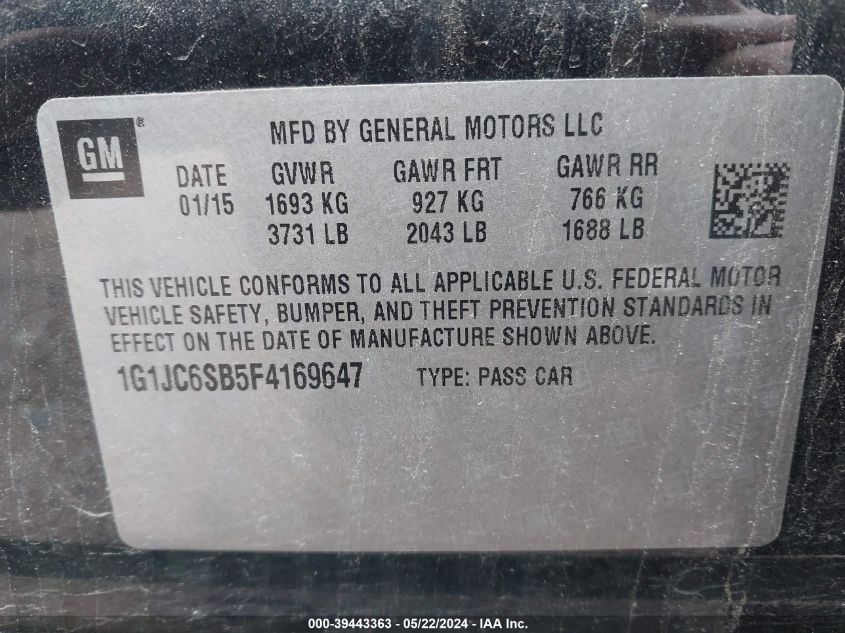 GM®
MFD BY GENERAL MOTORS LLC
DATE GVWR GAWR FRT GAWR RR
01/15 1693 KG 927 KG 766 KG
3731 LB 2043 LB 1688 LB
THIS VEHICLE CONFORMS TO ALL APPLICABLE U.S. FEDERAL MOTOR
VEHICLE SAFETY, BUMPER, AND THEFT PREVENTION STANDARDS IN
EFFECT ON THE DATE OF MANUFACTURE SHOWN ABOVE.
1G1JC6SB5F4169647 TYPE: PASS CAR
000-39443363 - 05/22/2024 - IAA Inc.